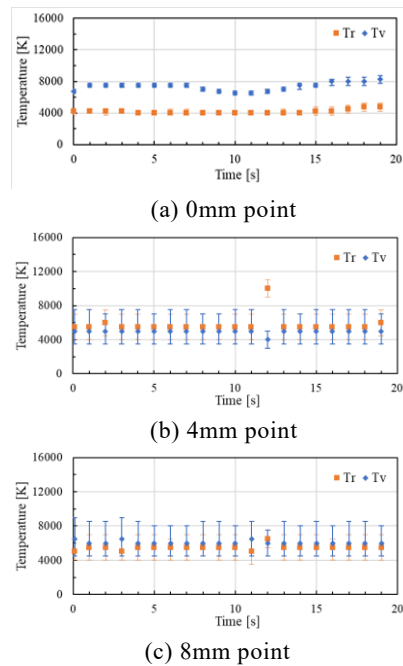 16000
12000
8000
4000
0
Temperature [K]
Tr Tv
0 5 10 15 20
Time [s]
(a) 0mm point
16000
12000
8000
4000
0
Temperature [K]
Tr Tv
0 5 10 15 20
Time [s]
(b) 4mm point
16000
12000
8000
4000
0
Temperature [K]
Tr Tv
0 5 10 15 20
Time [s]
(c) 8mm point